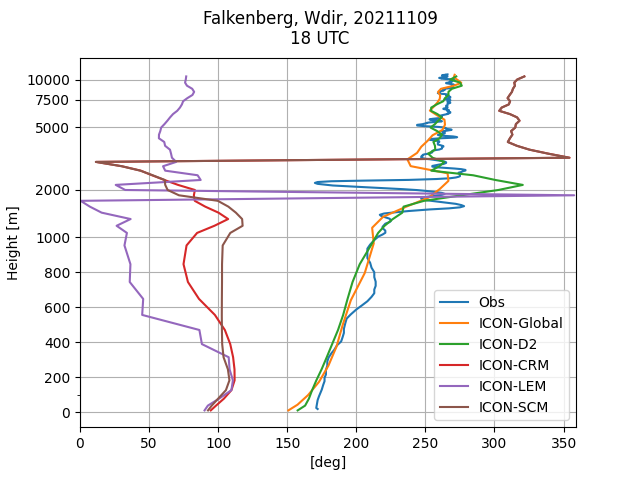 Falkenberg, Wdir, 20211109
18 UTC
Height [m]
10000
7500
5000
2000
1000
800
600
400
200
0
Obs
ICON-Global
ICON-D2
ICON-CRM
ICON-LEM
ICON-SCM
0 50 100 150 200 250 300 350
[deg]